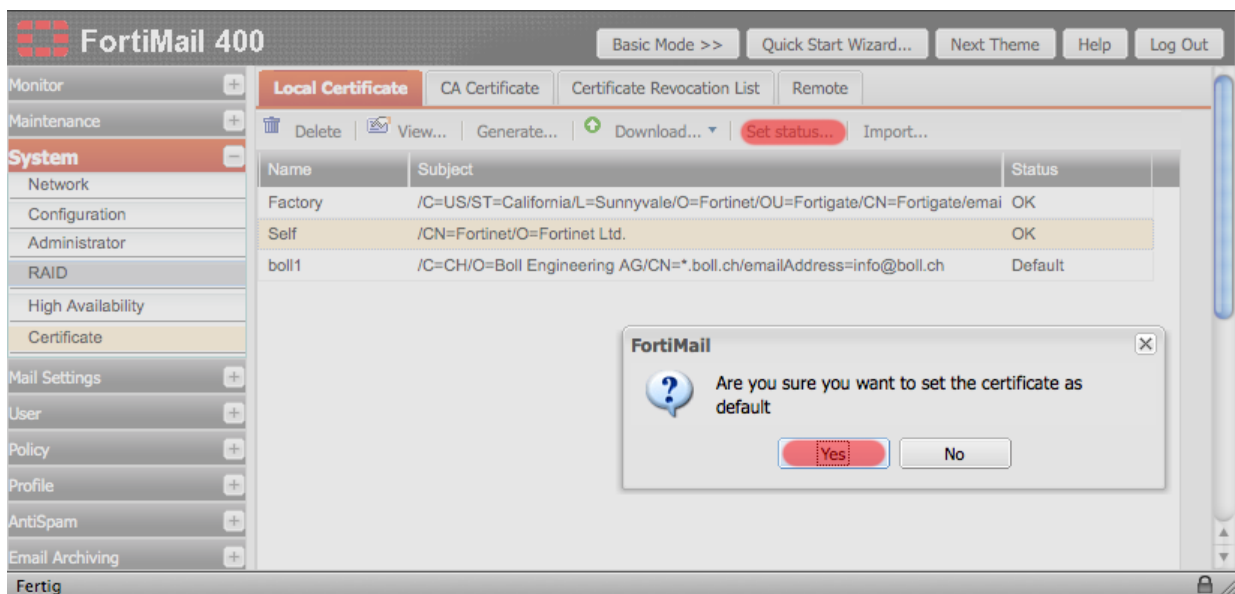 FortiMail 400
Basic Mode >> Quick Start Wizard... Next Theme Help Log Out
Monitor
Maintenance
System
Network
Configuration
Administrator
RAID
High Availability
Certificate
Mail Settings
User
Policy
Profile
AntiSpam
Email Archiving
Local Certificate CA Certificate Certificate Revocation List Remote
Delete View... Generate... Download... Set status... Import...
Name Subject Status
Factory /C=US/ST=California/L=Sunnyvale/O=Fortinet/OU=Fortigate/CN=Fortigate/emai OK
Self /CN=Fortinet/O=Fortinet Ltd. OK
boll1 /C=CH/O=Boll Engineering AG/CN=*.boll.ch/emailAddress=info@boll.ch Default
FortiMail
Are you sure you want to set the certificate as
default
Yes No
Fertig